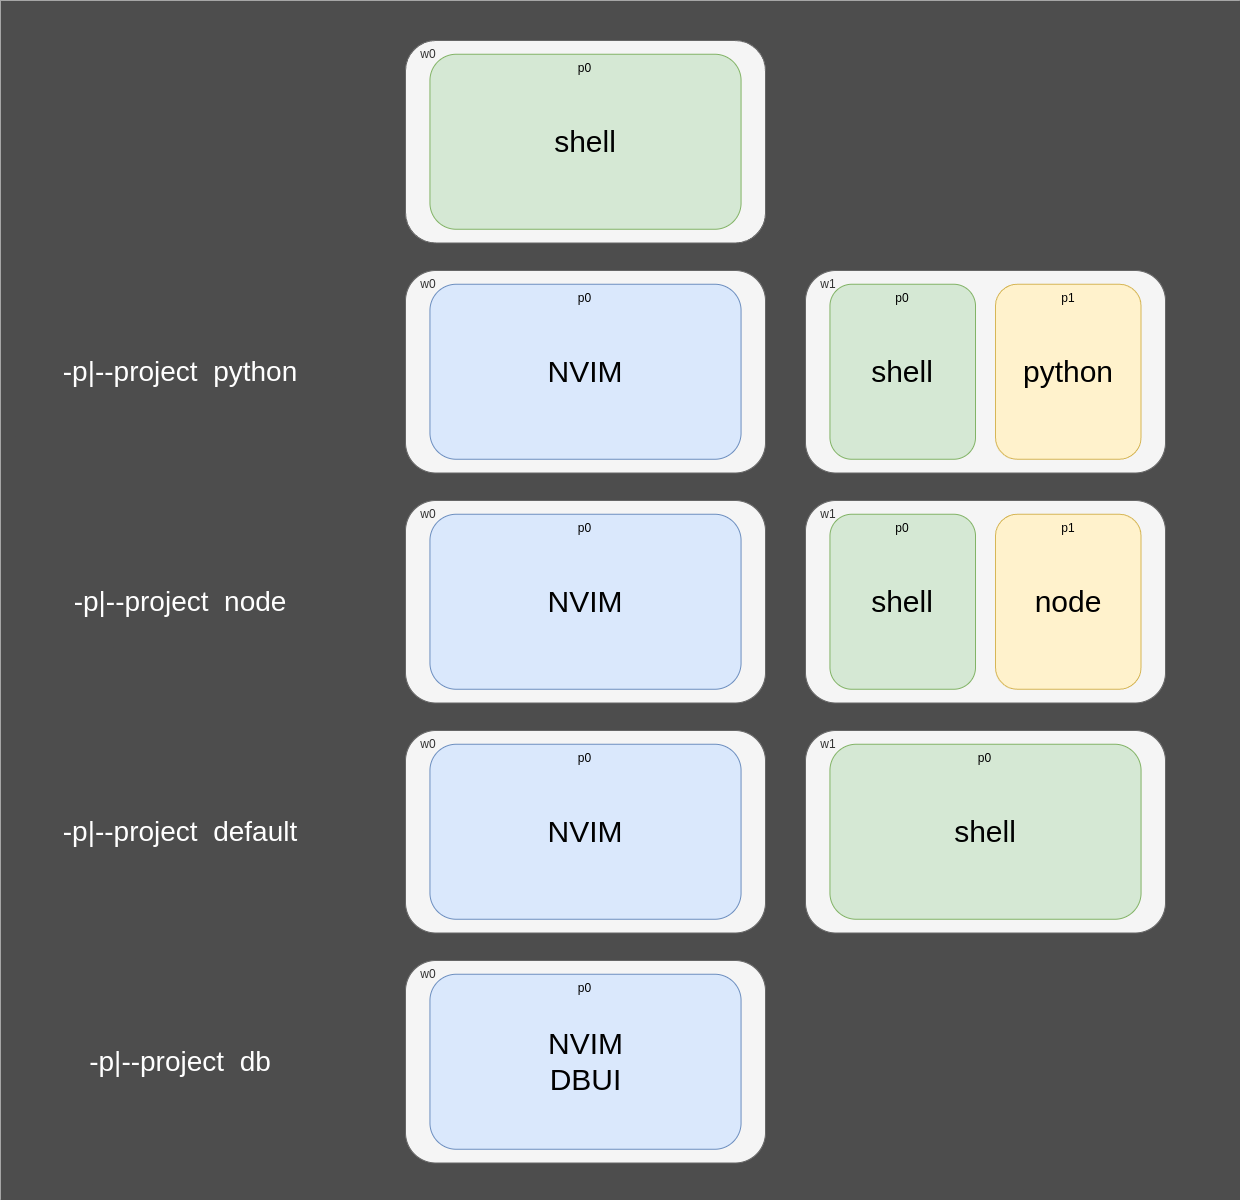 w0
p0
shell
-p|--project python
w0
p0
NVIM
w1
p0
shell
p1
python
-p|--project node
w0
p0
NVIM
w1
p0
shell
p1
node
-p|--project default
w0
p0
NVIM
w1
p0
shell
-p|--project db
w0
p0
NVIM
DBUI